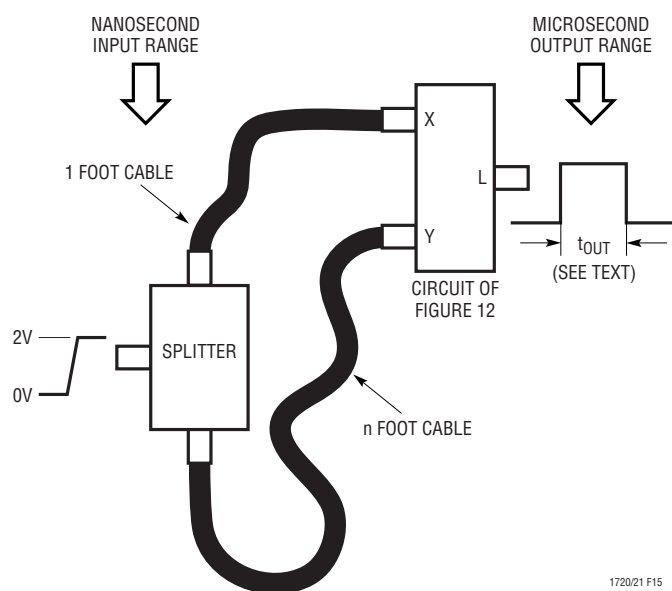 NANOSECOND
INPUT RANGE
MICROSECOND
OUTPUT RANGE
1 FOOT CABLE
X
L
Y
tOUT
(SEE TEXT)
CIRCUIT OF
FIGURE 12
2V
0V
SPLITTER
n FOOT CABLE
1720/21 F15